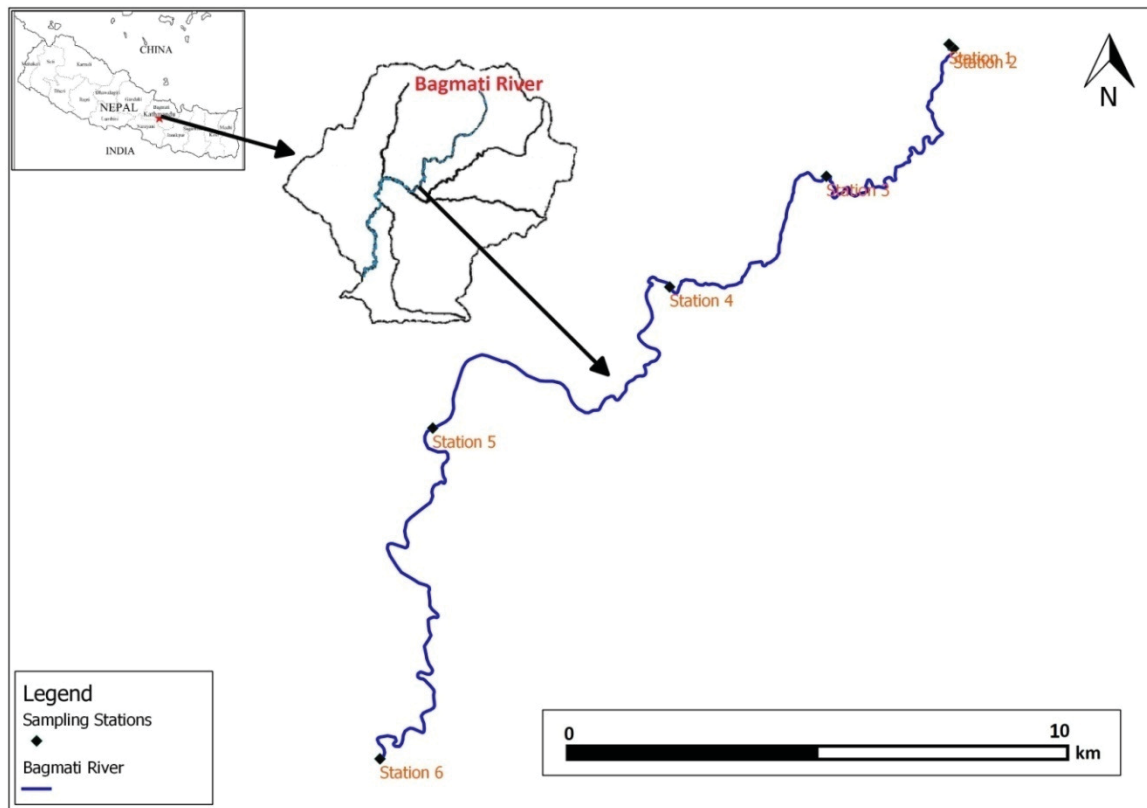 CHINA
NEPAL
INDIA
Bagmati River
Station 1
Station 2
N
Station 3
Station 4
Station 5
Station 6
Legend
Sampling Stations
Bagmati River
0 10
km